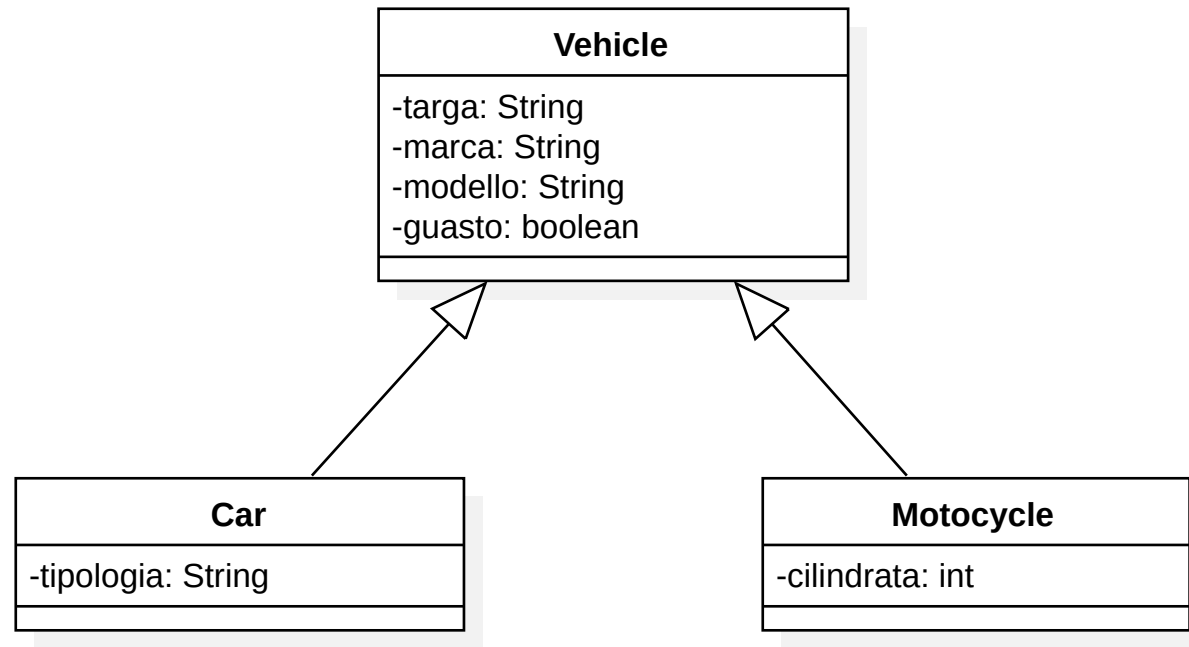 Vehicle
-targa: String
-marca: String
-modello: String
-guasto: boolean
Car
-tipologia: String
Motocycle
-cilindrata: int